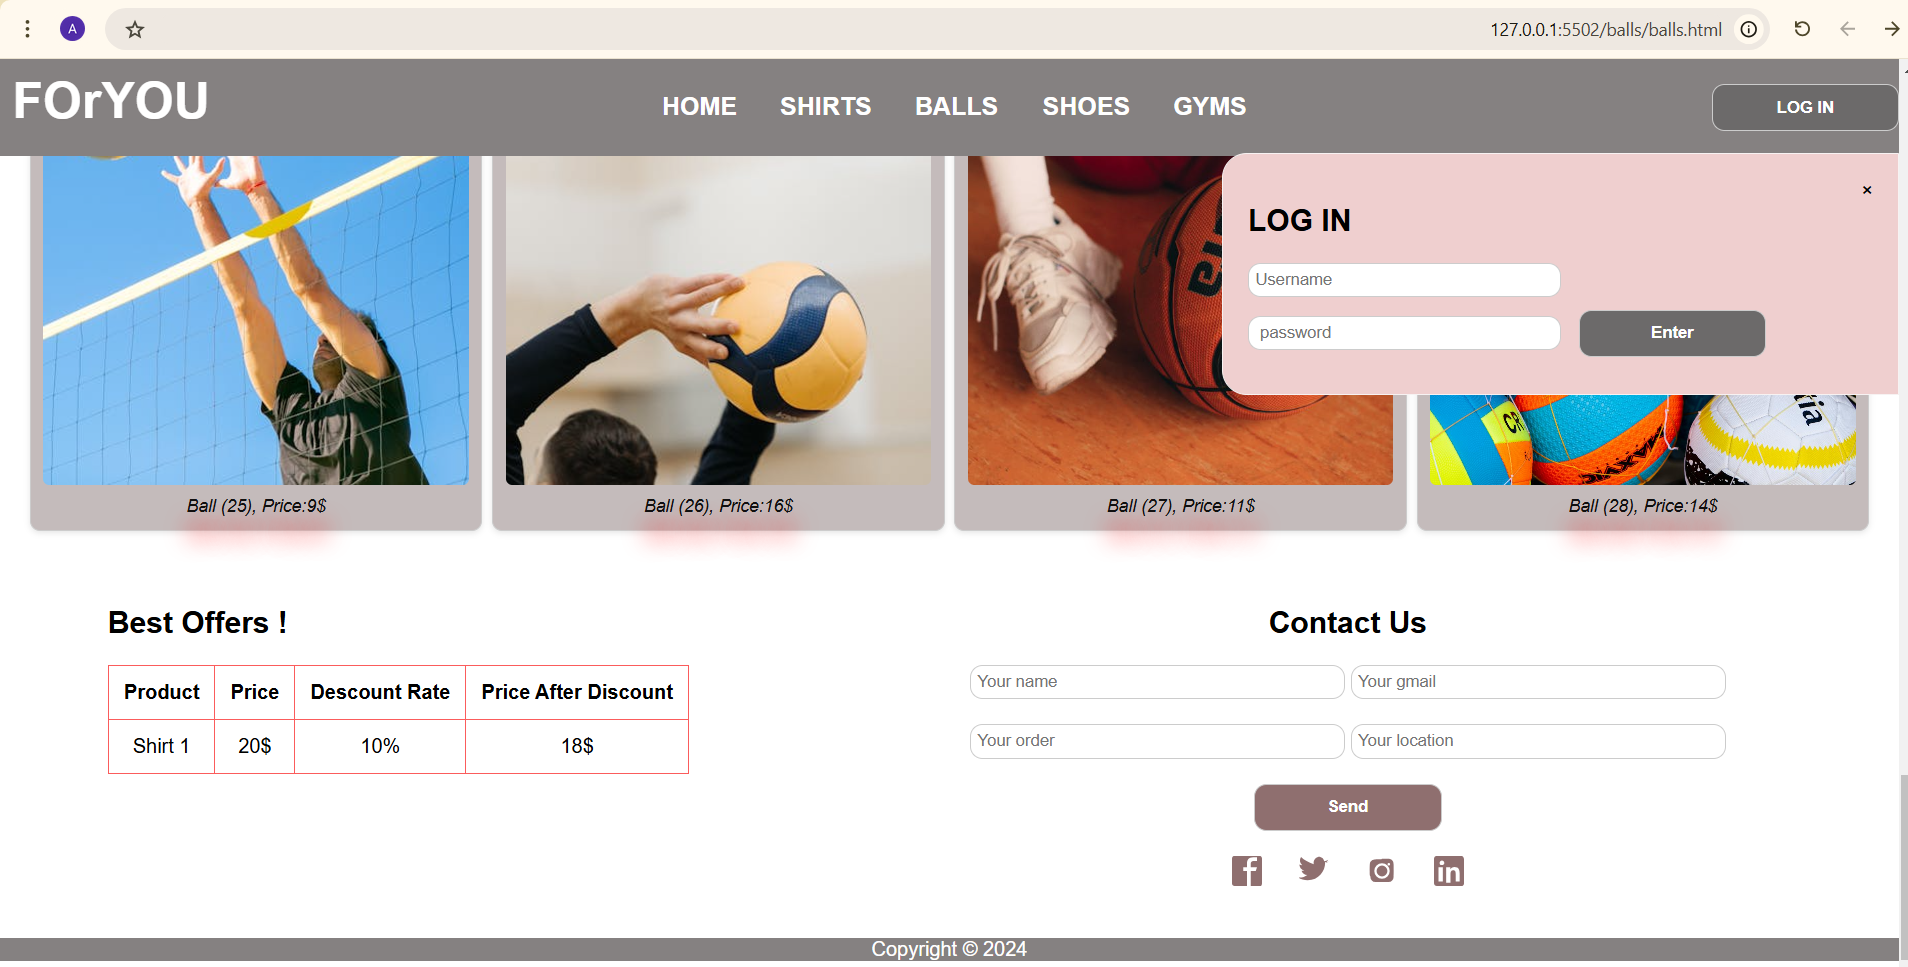 A
127.0.0.1:5502/balls/balls.html
FOrYOU
HOME SHIRTS BALLS SHOES GYMS
LOG IN
×
LOG IN
Username
password
Enter
Ball (25), Price:9$
Ball (26), Price:16$
Ball (27), Price:11$
Ball (28), Price:14$
Best Offers !
Product Price Descount Rate Price After Discount
Shirt 1 20$ 10% 18$
Contact Us
Your name
Your gmail
Your order
Your location
Send
Copyright © 2024